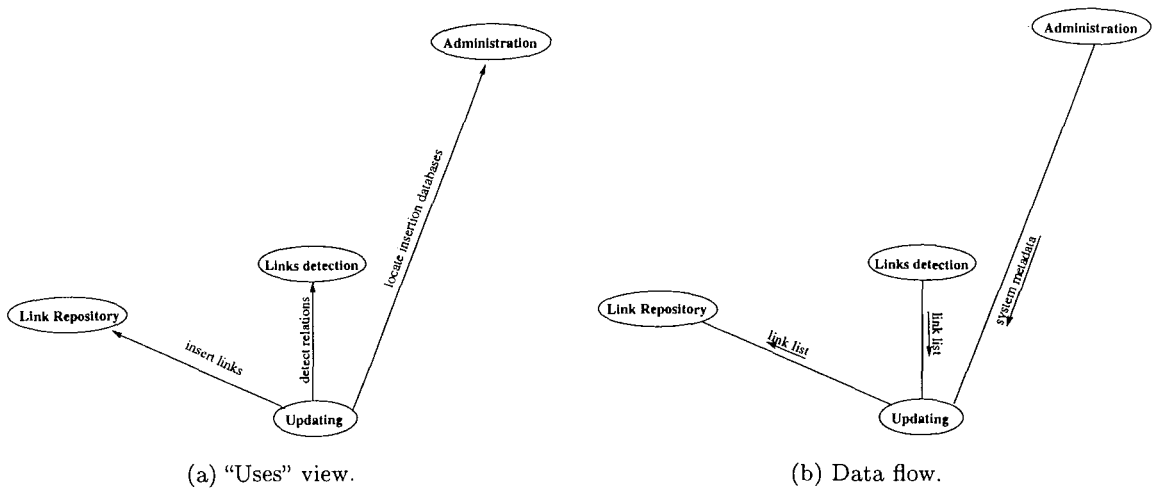 Administration
locate insertion databases
Links detection
Link Repository
detect relations
insert links
Updating
(a) “Uses” view.
Administration
system metadata
Links detection
Link Repository
link list
link list
Updating
(b) Data flow.